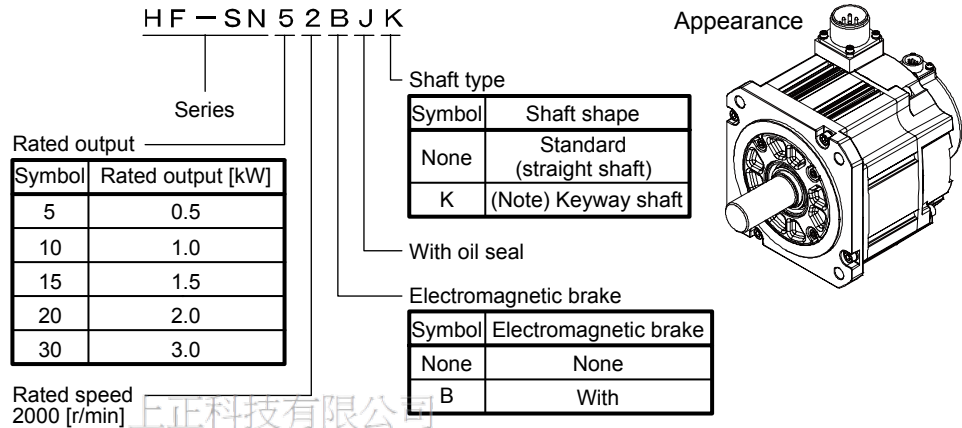 HF-SN52BJK
Appearance
Series
Rated output
Symbol Rated output [kW]
5 0.5
10 1.0
15 1.5
20 2.0
30 3.0
Rated speed
2000 [r/min]
Shaft type
Symbol Shaft shape
None Standard
(straight shaft)
K (Note) Keyway shaft
With oil seal
Electromagnetic brake
Symbol Electromagnetic brake
None None
B With
上正科技有限公司